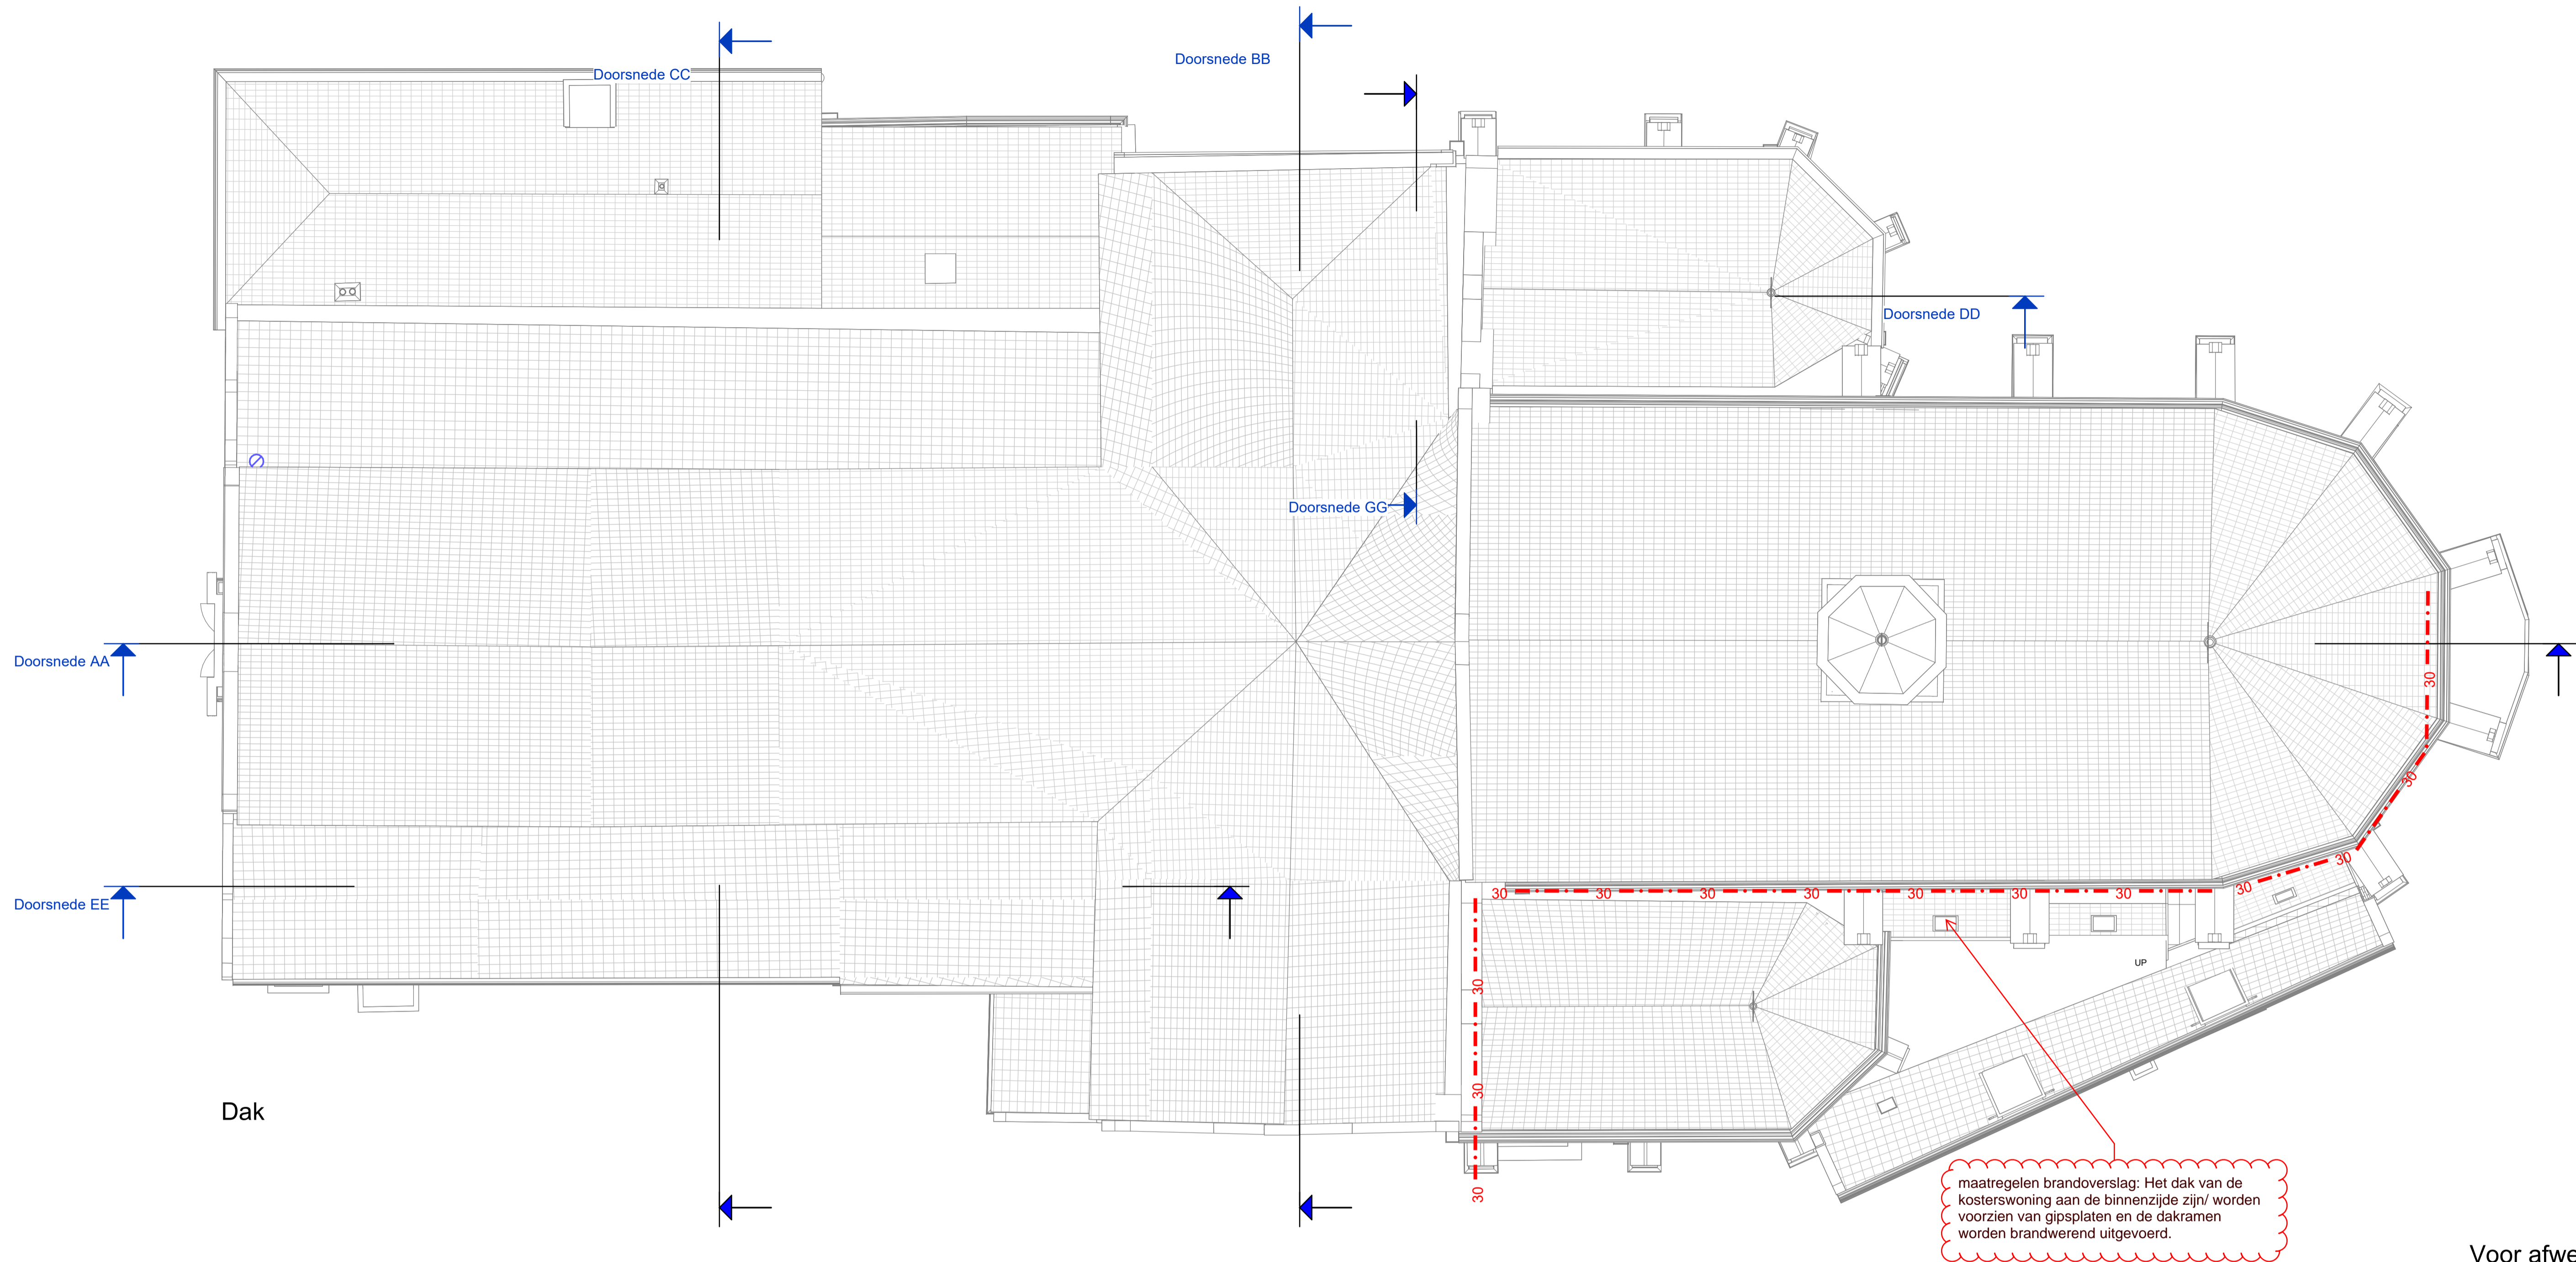 Doorsnede BB
Doorsnede CC
Doorsnede DD
Doorsnede GG
Doorsnede AA
30
30
30
30
Doorsnede EE
30
30
30
30
30
30
30
UP
30
30
Dak
30
maatregelen brandoverslag: Het dak van de
kosterswoning aan de binnenzijde zijn/ worden
voorzien van gipsplaten en de dakramen
worden brandwerend uitgevoerd.
Voor afwe